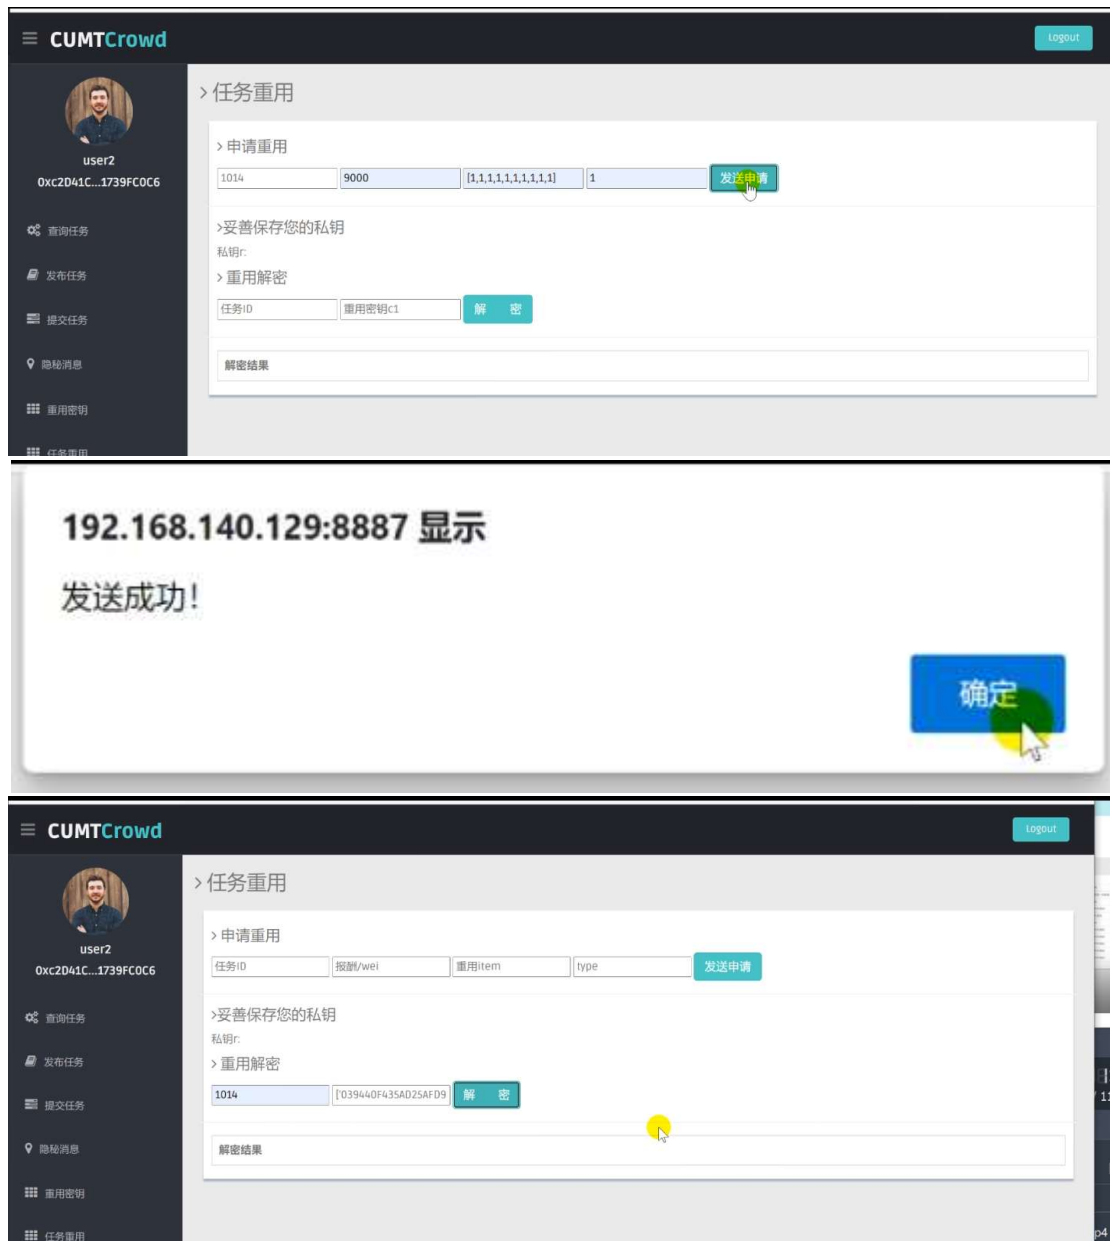 CUMTCrowd
Logout
user2
0xc2D41C...1739FC0C6
查询任务
发布任务
提交任务
隐秘消息
重用密钥
任务重用
>任务重用
>申请重用
1014 9000 [1,1,1,1,1,1,1,1,1,1] 1 发送申请
>妥善保存您的私钥
私钥r:
>重用解密
任务ID 重用密钥C1 解 密
解密结果
192.168.140.129:8887 显示
发送成功!
确定
CUMTCrowd
Logout
user2
0xc2D41C...1739FC0C6
查询任务
发布任务
提交任务
隐秘消息
重用密钥
任务重用
>任务重用
>申请重用
任务ID 报酬/wei 重用item type 发送申请
>妥善保存您的私钥
私钥r:
>重用解密
1014 ['039440F435AD25AFD9 解 密
解密结果
p4